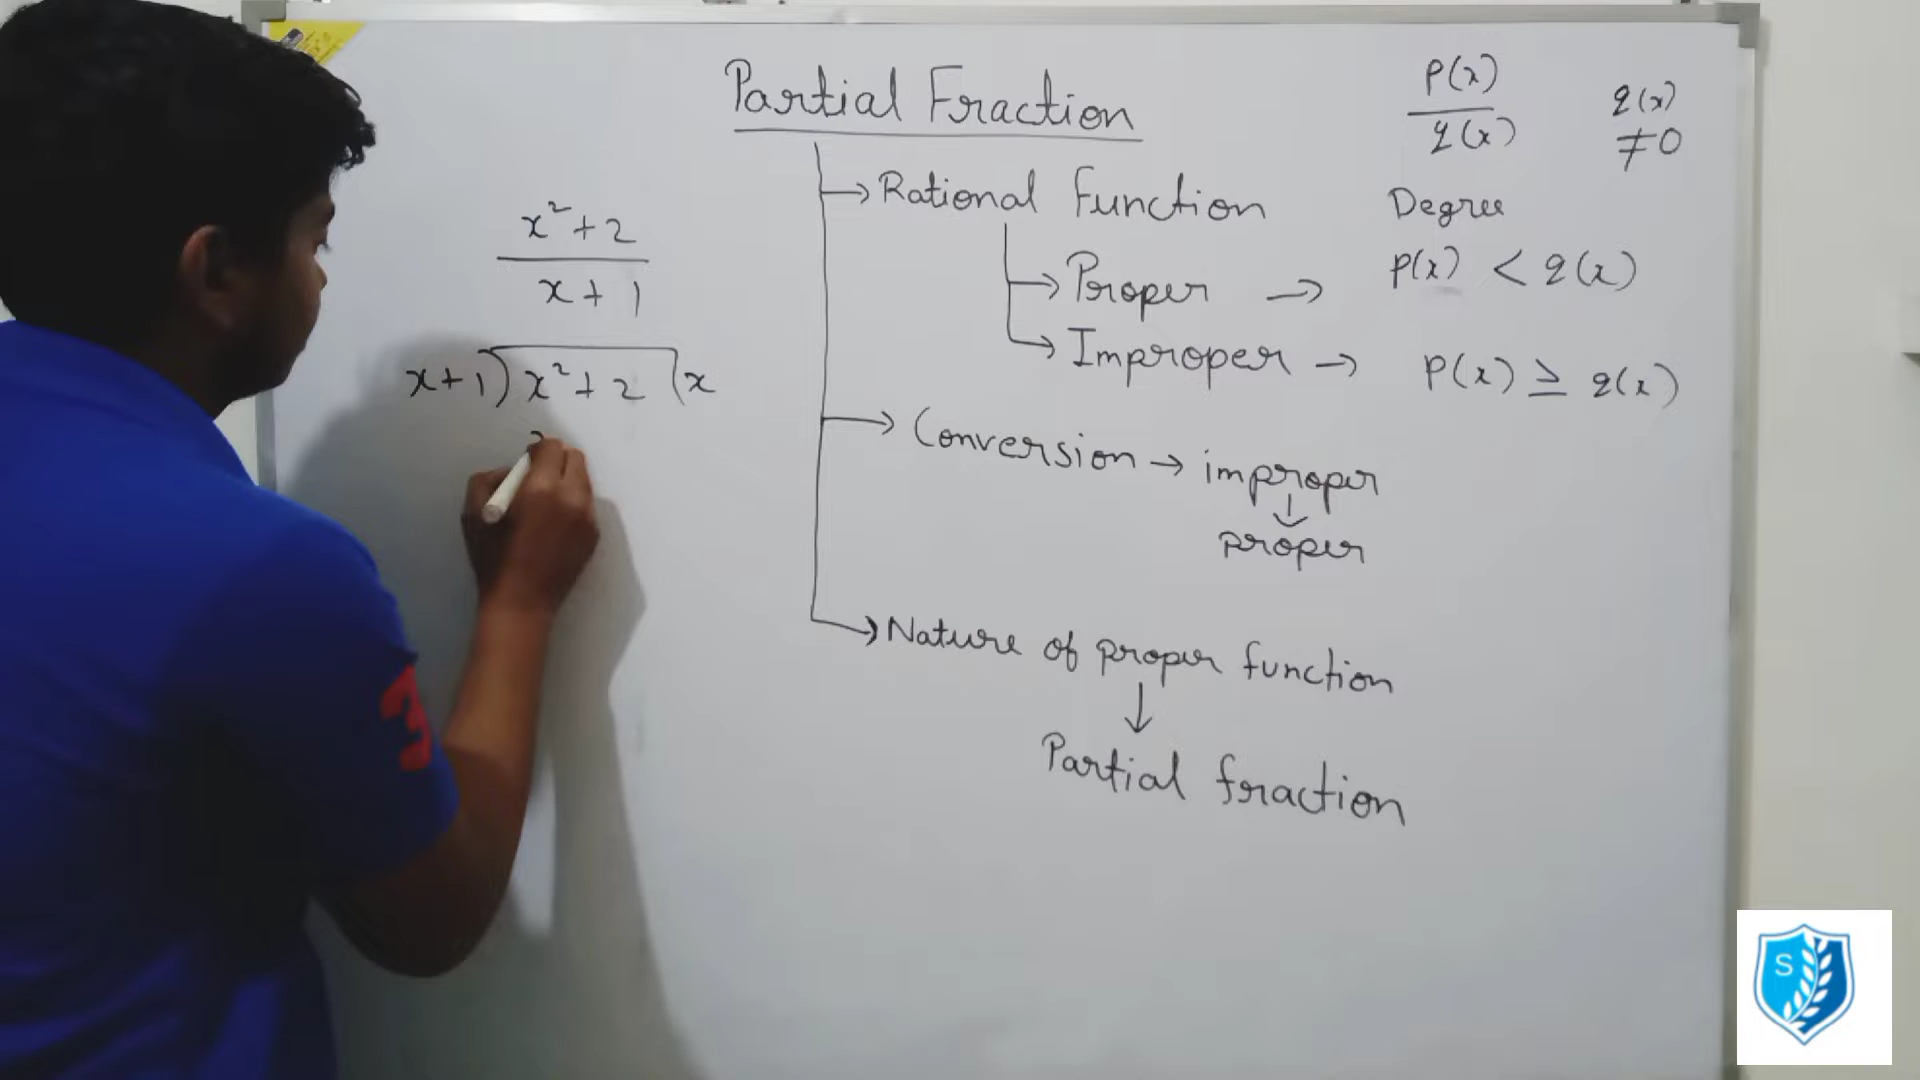 Partial Fraction
p(x)
q(x)
q(x)
≠0
→ Rational Function
Degree
→ Proper → p(x) < q(x)
→ Improper → p(x) ≥ q(x)
→ Conversion → improper
↓
proper
→ Nature of proper function
↓
Partial fraction
x²+2
x+1
x+1) x²+2 (x
3
S